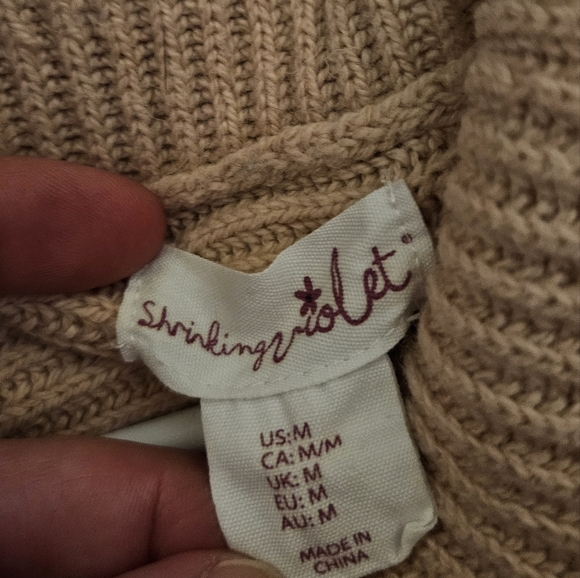 Shrinking violet®
US: M
CA: M/M
UK: M
EU: M
AU: M
MADE IN
CHINA